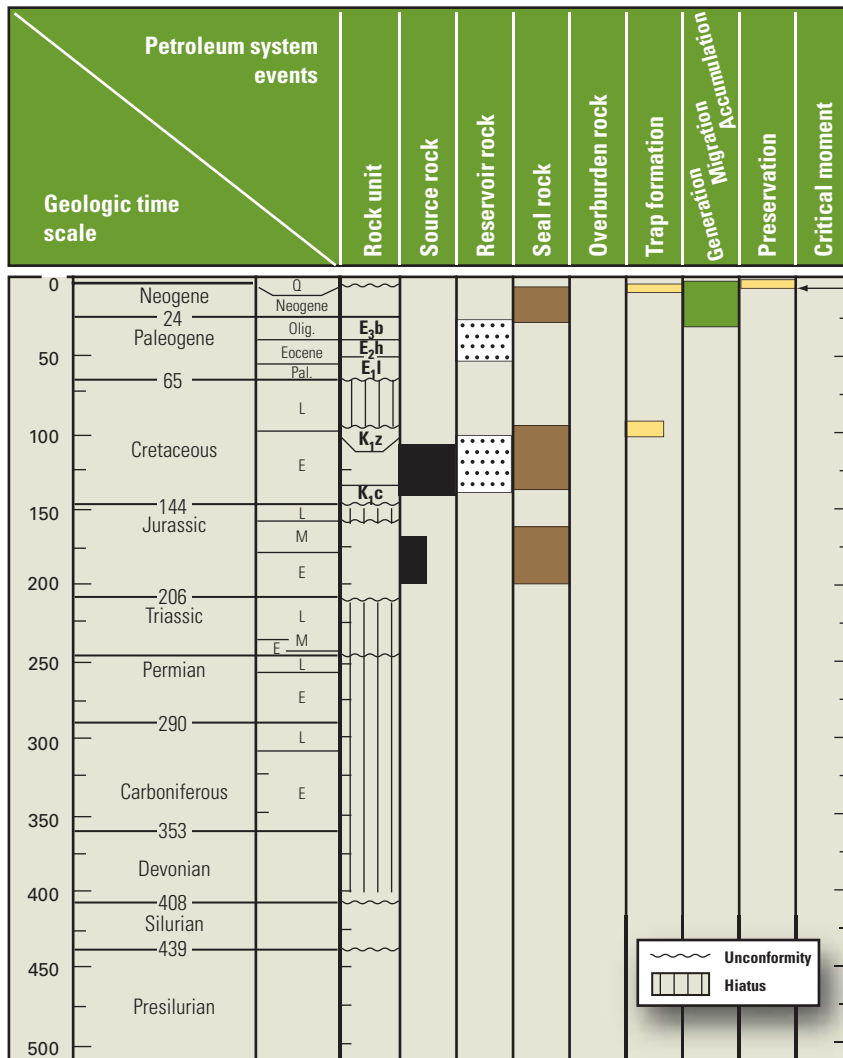 Petroleum system
events
Geologic time
scale
Rock unit
Source rock
Reservoir rock
Seal rock
Overburden rock
Trap formation
Generation
Migration
Accumulation
Preservation
Critical moment
0
50
100
150
200
250
300
350
400
450
500
Neogene
24
Paleogene
65
Cretaceous
144
Jurassic
206
Triassic
Permian
290
Carboniferous
353
Devonian
408
Silurian
439
Presilurian
Q
Neogene
Olig.
Eocene
Pal.
L
E
L
M
E
L
M
E
L
E
L
E
E₃b
E₂h
E₁l
K₁z
K₁c
Unconformity
Hiatus